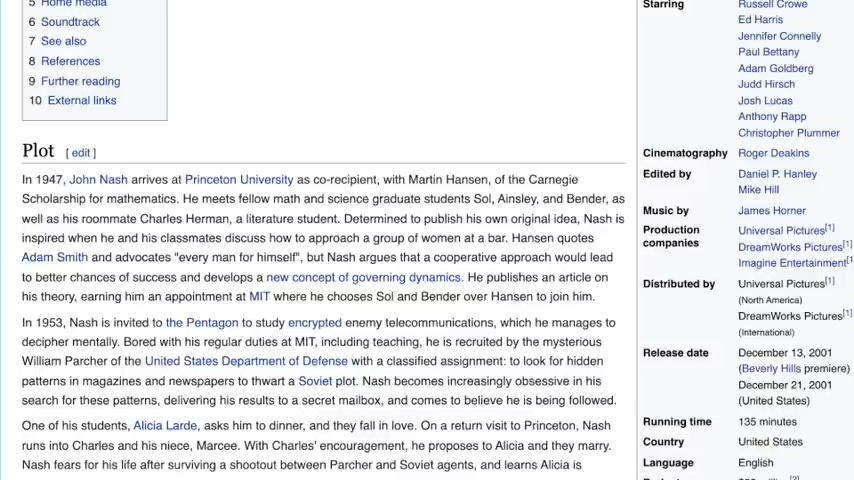 5 Home media
6 Soundtrack
7 See also
8 References
9 Further reading
10 External links
Plot [ edit ]
In 1947, John Nash arrives at Princeton University as co-recipient, with Martin Hansen, of the Carnegie
Scholarship for mathematics. He meets fellow math and science graduate students Sol, Ainsley, and Bender, as
well as his roommate Charles Herman, a literature student. Determined to publish his own original idea, Nash is
inspired when he and his classmates discuss how to approach a group of women at a bar. Hansen quotes
Adam Smith and advocates "every man for himself", but Nash argues that a cooperative approach would lead
to better chances of success and develops a new concept of governing dynamics. He publishes an article on
his theory, earning him an appointment at MIT where he chooses Sol and Bender over Hansen to join him.
In 1953, Nash is invited to the Pentagon to study encrypted enemy telecommunications, which he manages to
decipher mentally. Bored with his regular duties at MIT, including teaching, he is recruited by the mysterious
William Parcher of the United States Department of Defense with a classified assignment: to look for hidden
patterns in magazines and newspapers to thwart a Soviet plot. Nash becomes increasingly obsessive in his
search for these patterns, delivering his results to a secret mailbox, and comes to believe he is being followed.
One of his students, Alicia Larde, asks him to dinner, and they fall in love. On a return visit to Princeton, Nash
runs into Charles and his niece, Marcee. With Charles' encouragement, he proposes to Alicia and they marry.
Nash fears for his life after surviving a shootout between Parcher and Soviet agents, and learns Alicia is
Starring Russell Crowe
Ed Harris
Jennifer Connelly
Paul Bettany
Adam Goldberg
Judd Hirsch
Josh Lucas
Anthony Rapp
Christopher Plummer
Cinematography Roger Deakins
Edited by Daniel P. Hanley
Mike Hill
Music by James Horner
Production Universal Pictures[1]
companies DreamWorks Pictures[1]
Imagine Entertainment[1
Distributed by Universal Pictures[1]
(North America)
DreamWorks Pictures[1]
(International)
Release date December 13, 2001
(Beverly Hills premiere)
December 21, 2001
(United States)
Running time 135 minutes
Country United States
Language English